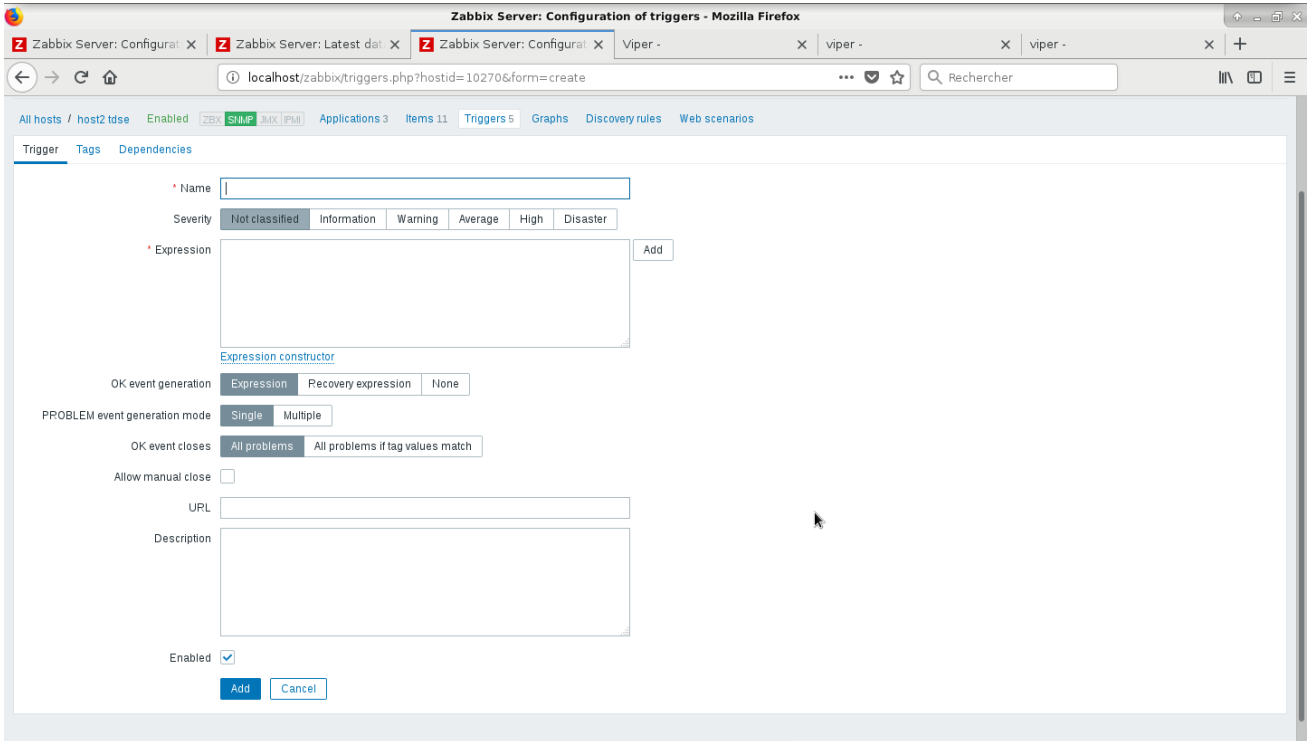 Zabbix Server: Configuration of triggers - Mozilla Firefox
Z Zabbix Server: Configurat Z Zabbix Server: Latest dat Z Zabbix Server: Configurat Viper - viper - viper -
localhost/zabbix/triggers.php?hostid=10270&form=create Rechercher
All hosts / host2 tdse Enabled ZBX SNMP JMX IPMI Applications 3 Items 11 Triggers 5 Graphs Discovery rules Web scenarios
Trigger Tags Dependencies
* Name
Severity Not classified Information Warning Average High Disaster
* Expression Add
Expression constructor
OK event generation Expression Recovery expression None
PROBLEM event generation mode Single Multiple
OK event closes All problems All problems if tag values match
Allow manual close
URL
Description
Enabled
Add Cancel